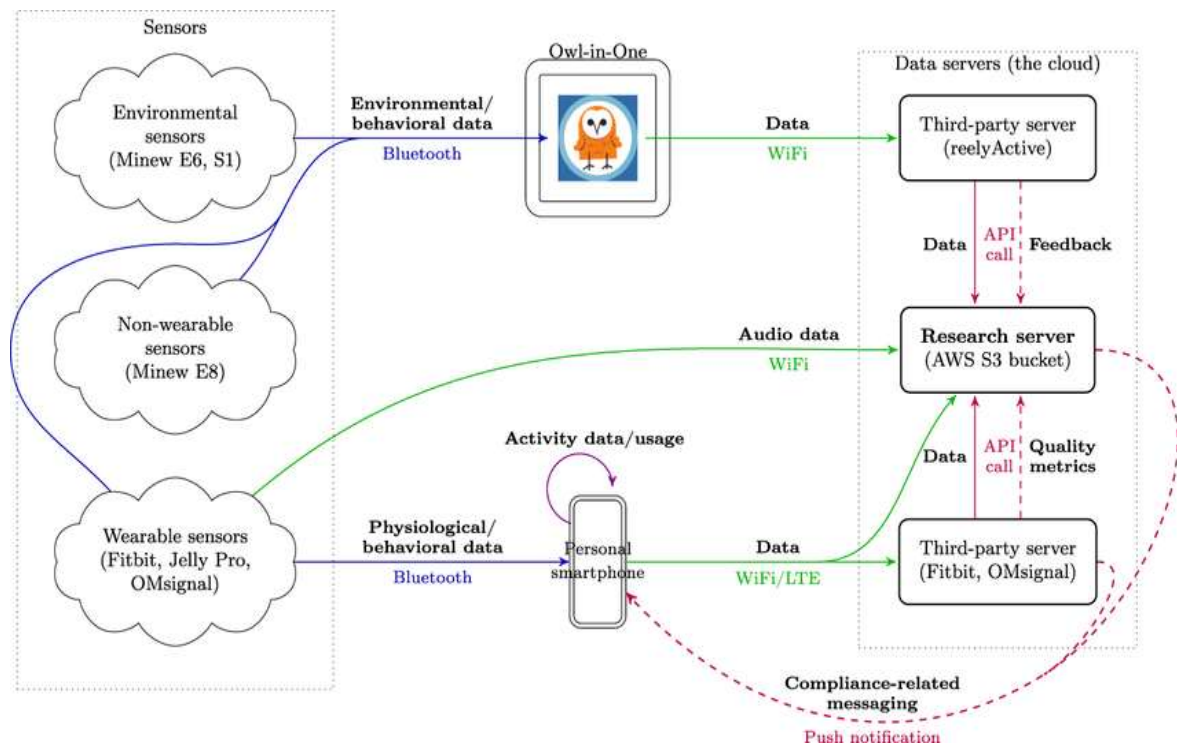 Sensors
Environmental
sensors
(Minew E6, S1)
Non-wearable
sensors
(Minew E8)
Wearable sensors
(Fitbit, Jelly Pro,
OMsignal)
Environmental/
behavioral data
Bluetooth
Owl-in-One
Data
WiFi
Audio data
WiFi
Activity data/usage
Physiological/
behavioral data
Bluetooth
Personal
smartphone
Data
WiFi/LTE
Data servers (the cloud)
Third-party server
(reelyActive)
Data
API
call
Feedback
Research server
(AWS S3 bucket)
Data
API
call
Quality
metrics
Third-party server
(Fitbit, OMsignal)
Compliance-related
messaging
Push notification